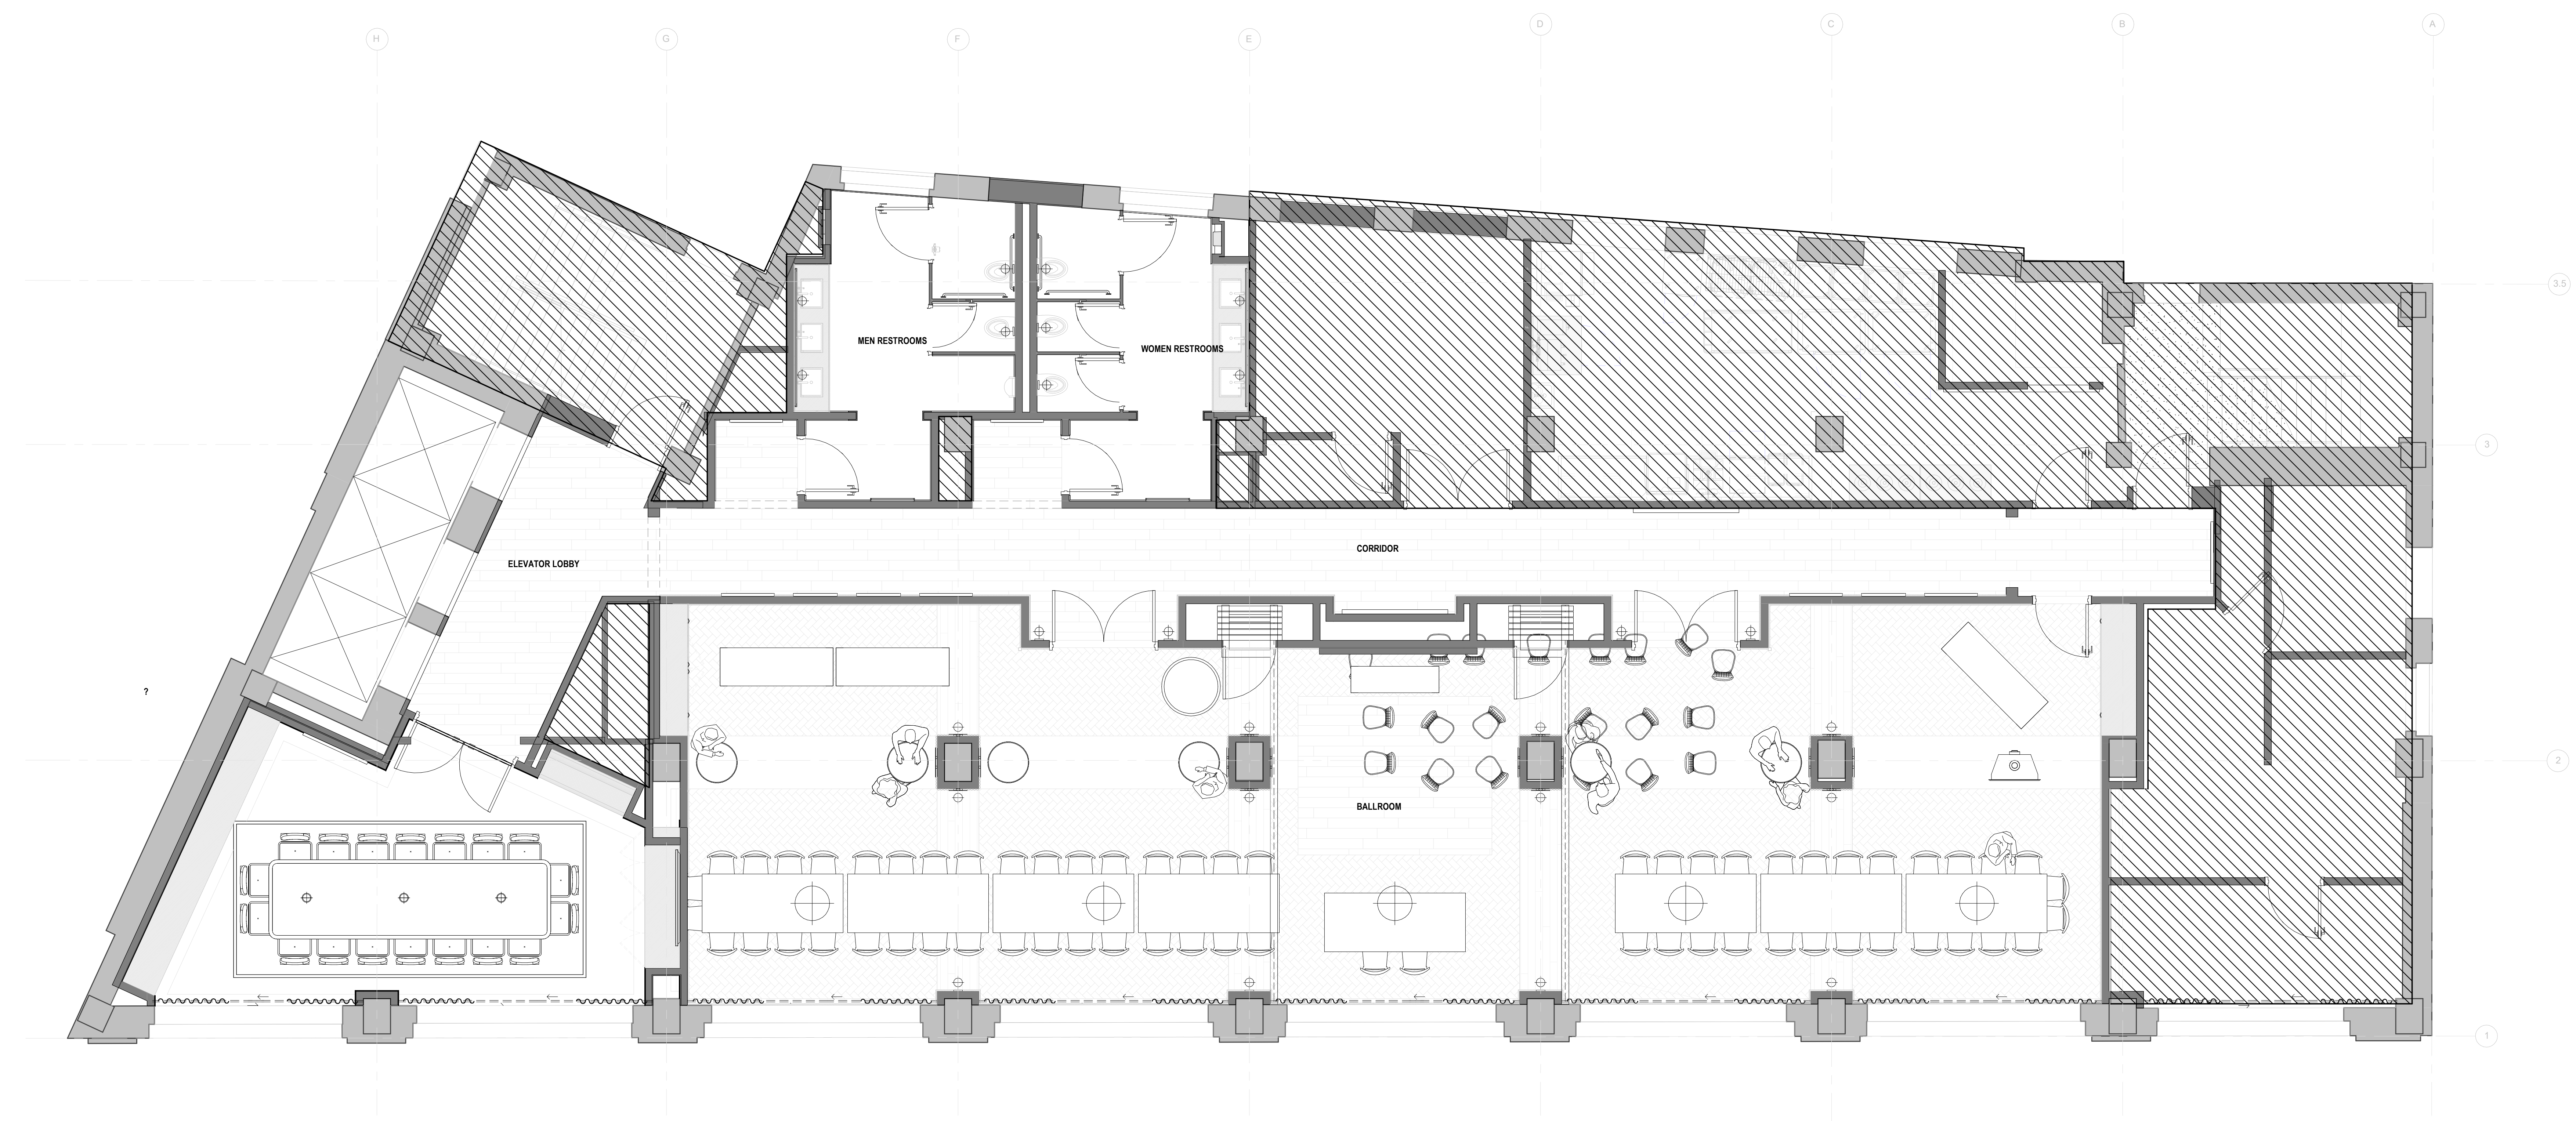 H
G
F
E
D
C
B
A
3.5
MEN RESTROOMS
WOMEN RESTROOMS
3
CORRIDOR
ELEVATOR LOBBY
?
2
BALLROOM
1